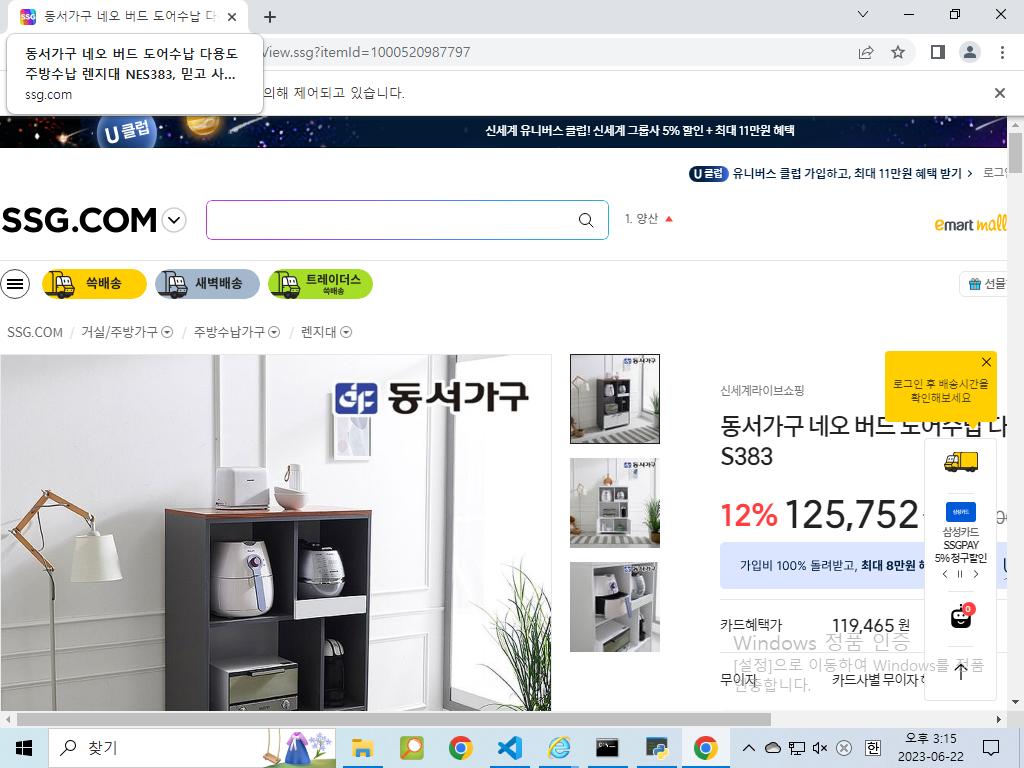 동서가구 네오 버드 도어수납 다
동서가구 네오 버드 도어수납 다용도
주방수납 렌지대 NES383, 믿고 사...
ssg.com
View.ssg?itemId=1000520987797
의해 제어되고 있습니다.
U클럽
신세계 유니버스 클럽! 신세계 그룹사 5% 할인 + 최대 11만원 혜택
U클럽 유니버스 클럽 가입하고, 최대 11만원 혜택 받기
로그인
SSG.COM
1. 양산
emart mall
쓱배송
새벽배송
트레이더스
쓱배송
선물
SSG.COM / 거실/주방가구 / 주방수납가구 / 렌지대
동서가구
신세계라이브쇼핑
로그인 후 배송시간을
확인해보세요
동서가구 네오 버드 도어수납 다
S383
12% 125,752
삼성카드
삼성카드
SSGPAY
5% 청구할인
가입비 100% 돌려받고, 최대 8만원 혜
카드혜택가 119,465 원
0
Windows 정품 인증
[설정]으로 이동하여 Windows를 정품
인증합니다.
무이자 카드사별 무이자
찾기
한
오후 3:15
2023-06-22